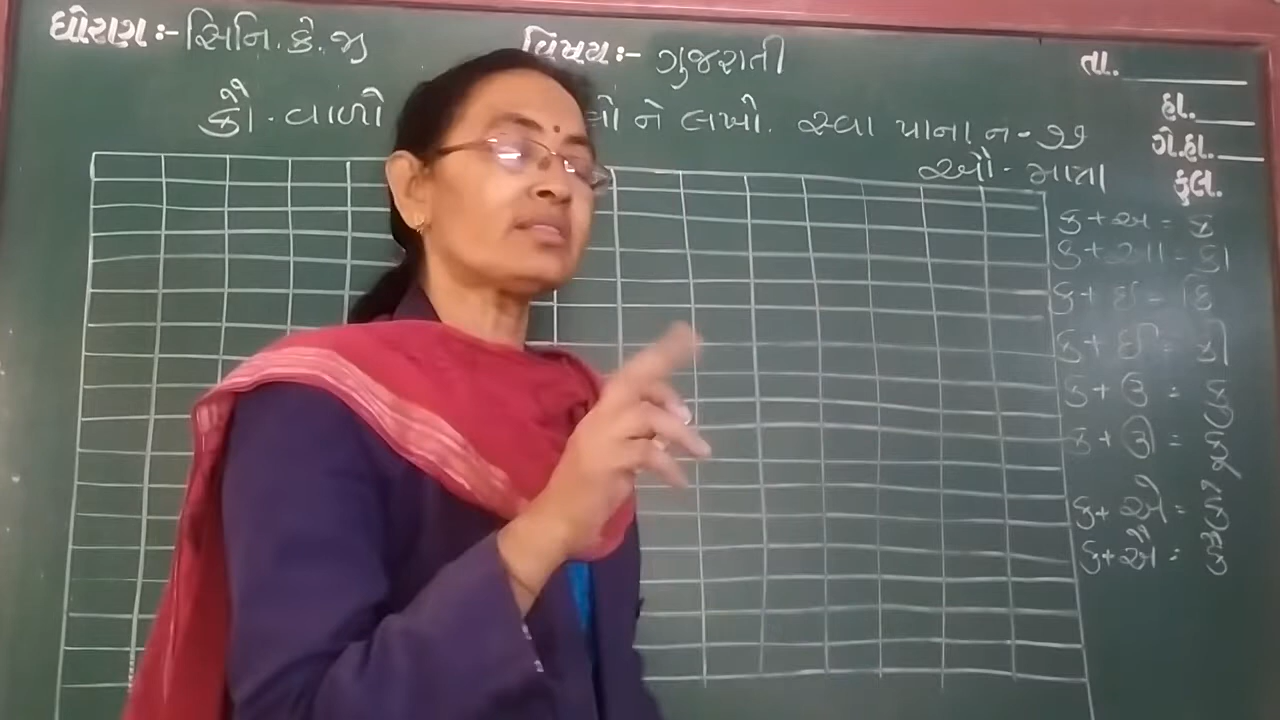 ધોરણ:- સિનિ. કે. જી
વિષય:- ગુજરાતી
તા.
હા.
ગે.હા.
કુલ.
કૌ - વાળો
ને લખો. સ્વા પાના ન - ૭૭
ઔ - માત્રા
ક + અ = ક
ક + આ = કા
ક + ઇ = કિ
ક + ઈ = કી
ક + ઉ = કુ
ક + ઊ = કૂ
ક + એ = કે
ક + ઐ = કૈ